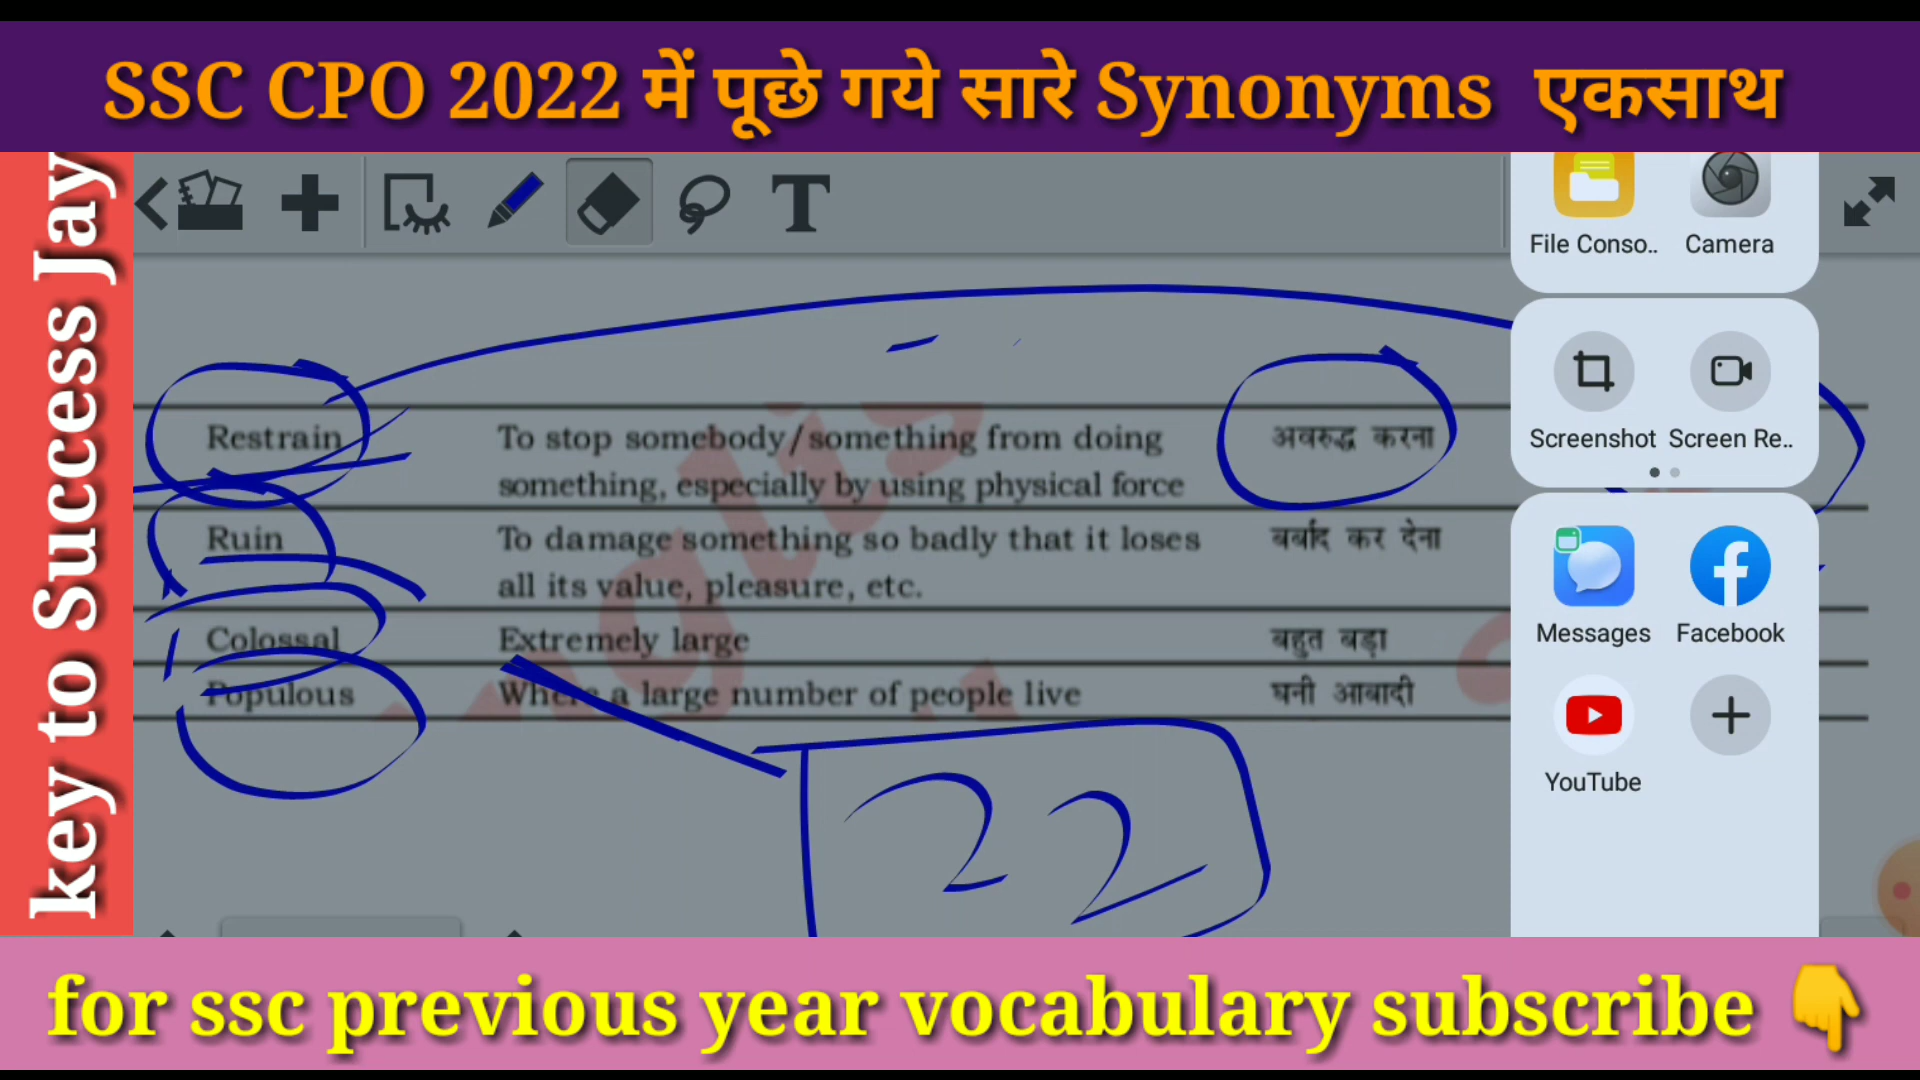 SSC CPO 2022 में पूछे गये सारे Synonyms एकसाथ
key to Success Jay
T
File Conso..
Camera
Screenshot
Screen Re..
Messages
Facebook
YouTube
Restrain
To stop somebody/something from doing
something, especially by using physical force
अवरुद्ध करना
Ruin
To damage something so badly that it loses
all its value, pleasure, etc.
बर्बाद कर देना
Colossal
Extremely large
बहुत बड़ा
Populous
Where a large number of people live
घनी आबादी
22
for ssc previous year vocabulary subscribe